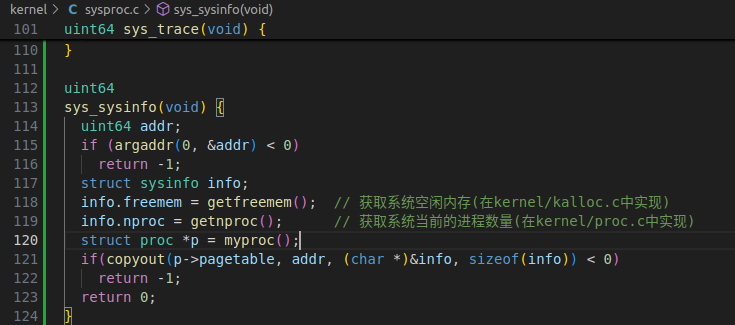 kernel > C sysproc.c > sys_sysinfo(void)
101 uint64 sys_trace(void) {
110 }
111
112 uint64
113 sys_sysinfo(void) {
114   uint64 addr;
115   if (argaddr(0, &addr) < 0)
116     return -1;
117   struct sysinfo info;
118   info.freemem = getfreemem();  // 获取系统空闲内存(在kernel/kalloc.c中实现)
119   info.nproc = getnproc();      // 获取系统当前的进程数量(在kernel/proc.c中实现)
120   struct proc *p = myproc();
121   if(copyout(p->pagetable, addr, (char *)&info, sizeof(info)) < 0)
122     return -1;
123   return 0;
124 }